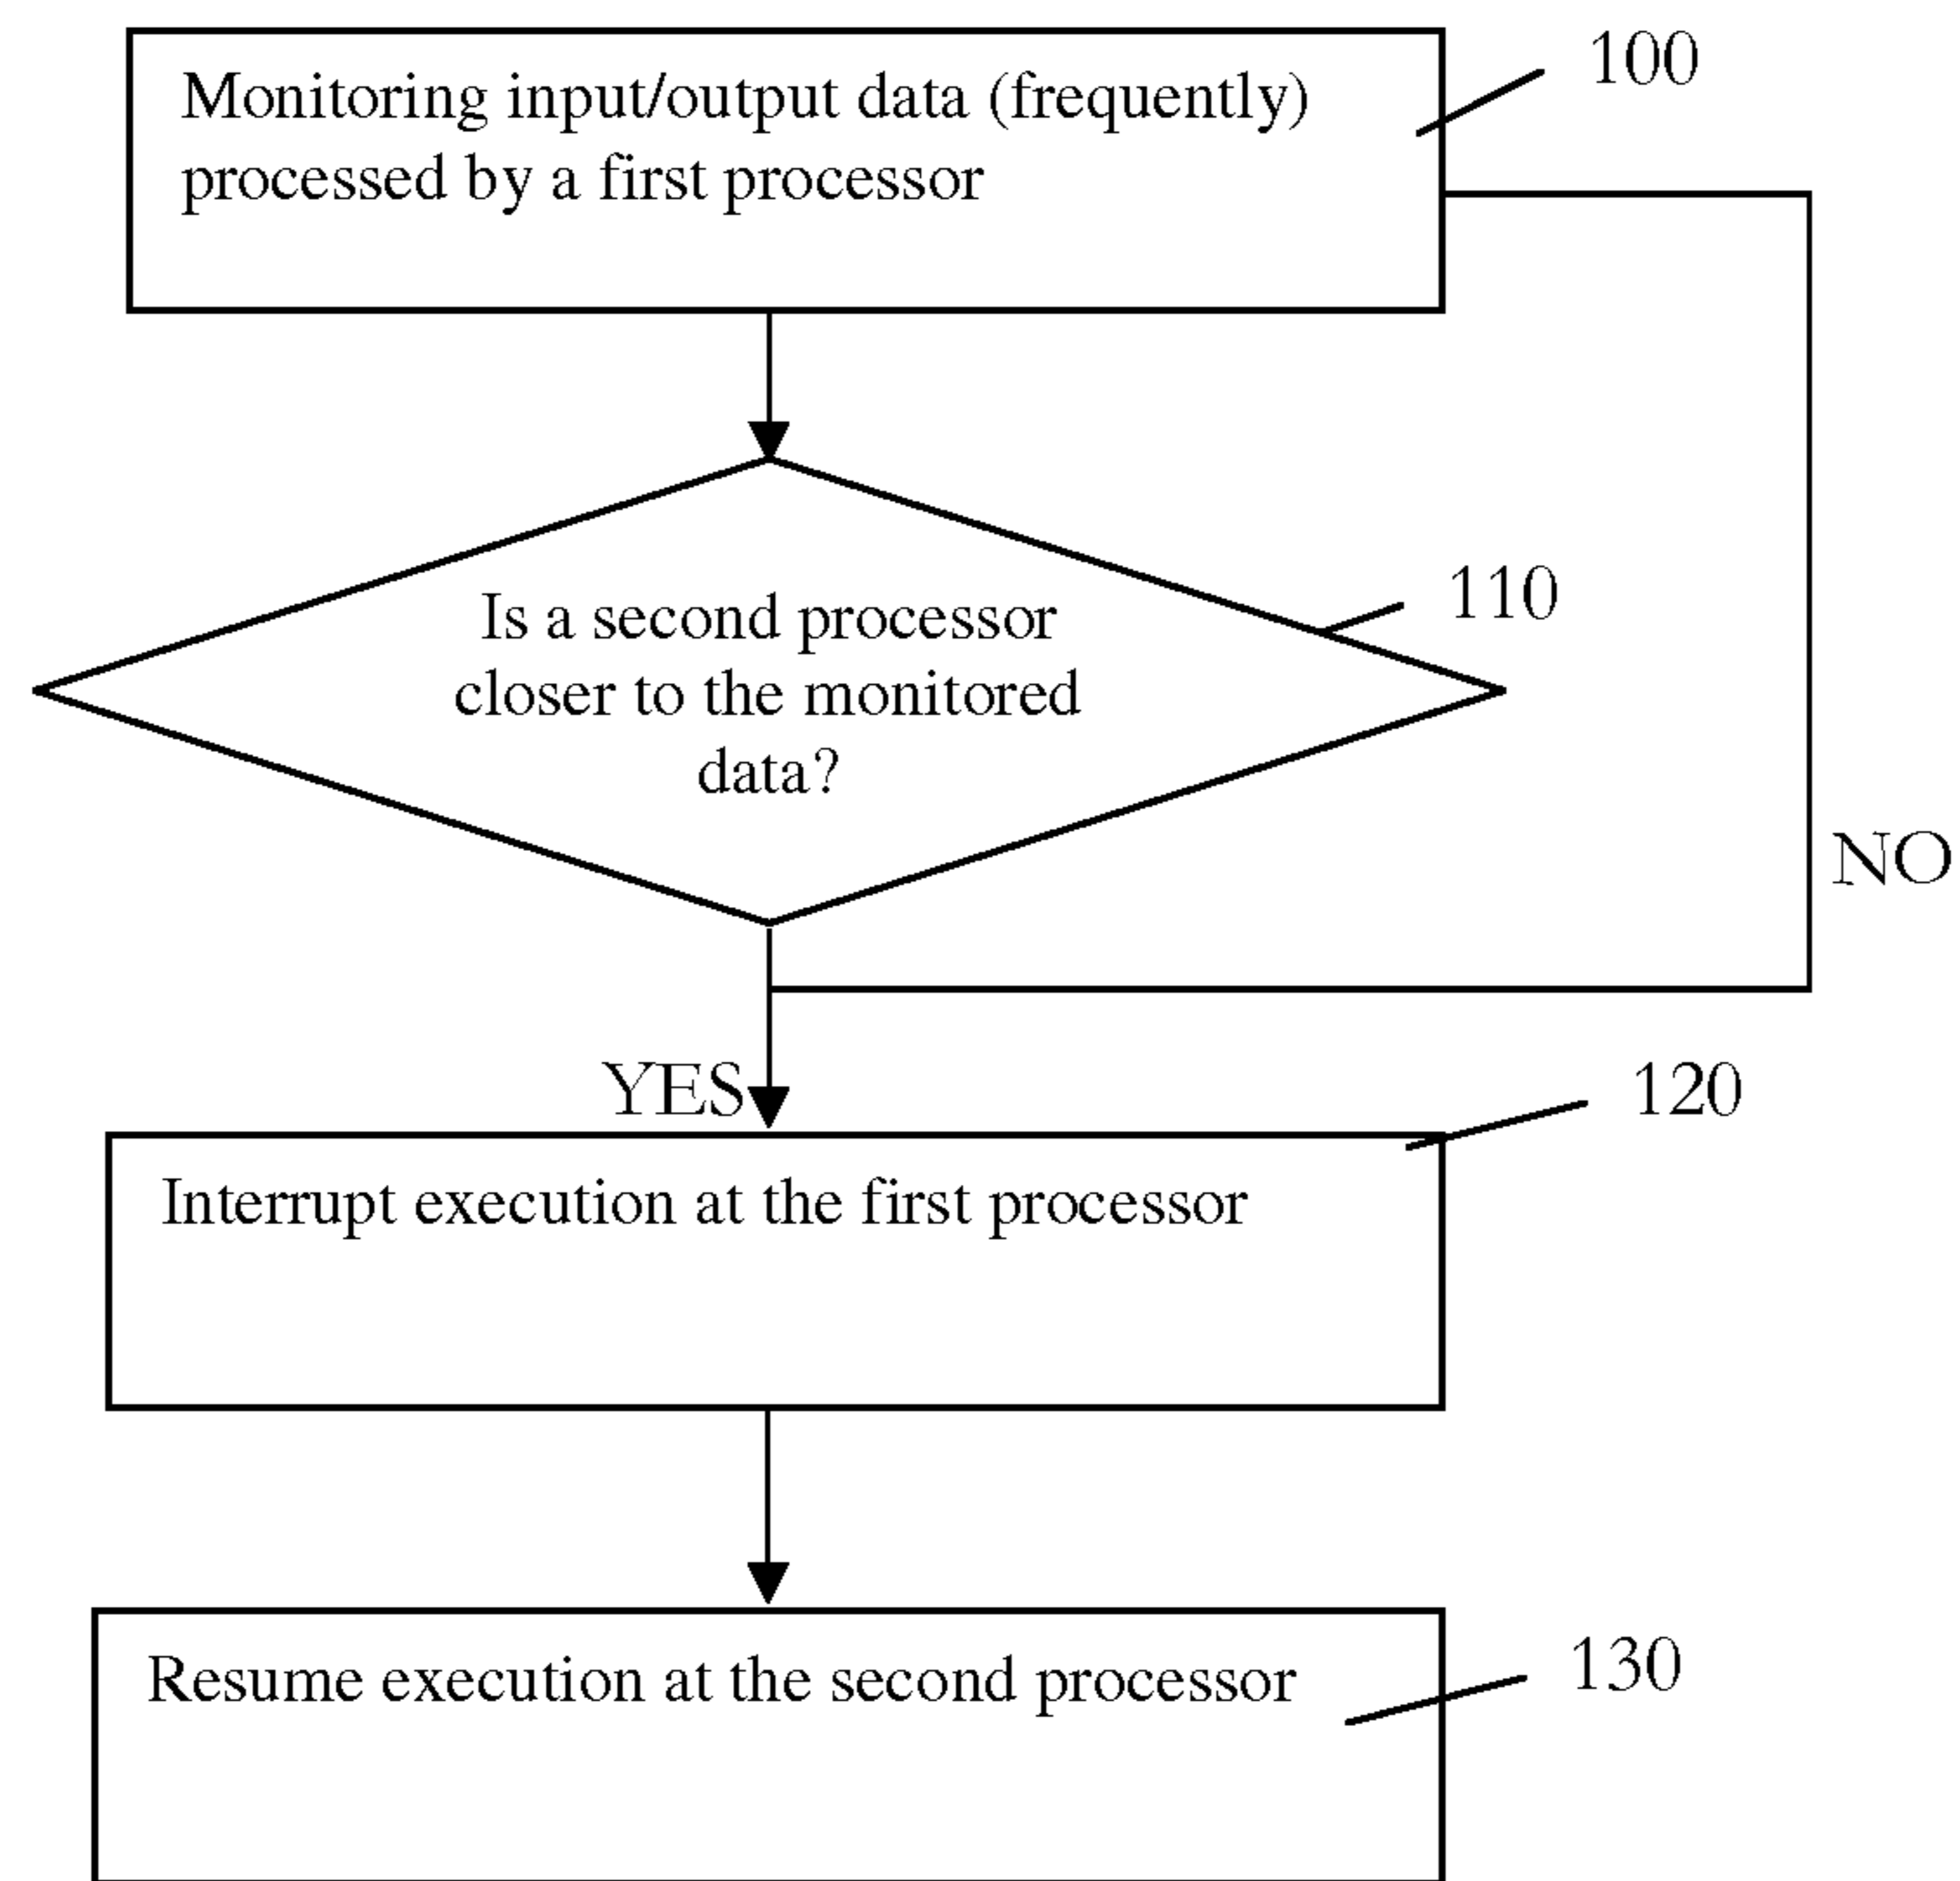 100
Monitoring input/output data (frequently)
processed by a first processor
110
Is a second processor
closer to the monitored
data?
NO
YES
120
Interrupt execution at the first processor
130
Resume execution at the second processor